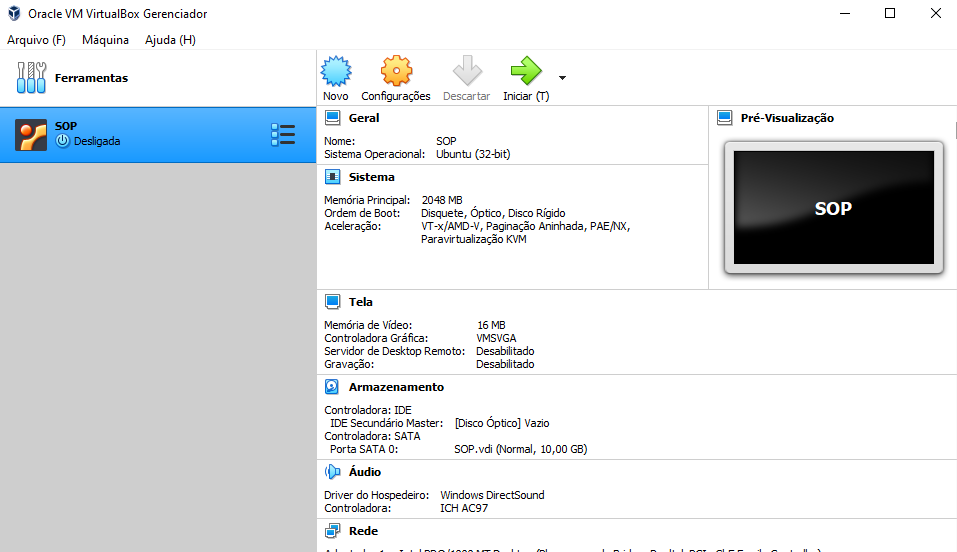 Oracle VM VirtualBox Gerenciador
Arquivo (F) Máquina Ajuda (H)
Ferramentas
SOP
Desligada
Novo Configurações Descartar Iniciar (T)
Geral
Nome: SOP
Sistema Operacional: Ubuntu (32-bit)
Pré-Visualização
SOP
Sistema
Memória Principal: 2048 MB
Ordem de Boot: Disquete, Óptico, Disco Rígido
Aceleração: VT-x/AMD-V, Paginação Aninhada, PAE/NX,
Paravirtualização KVM
Tela
Memória de Vídeo: 16 MB
Controladora Gráfica: VMSVGA
Servidor de Desktop Remoto: Desabilitado
Gravação: Desabilitado
Armazenamento
Controladora: IDE
IDE Secundário Master: [Disco Óptico] Vazio
Controladora: SATA
Porta SATA 0: SOP.vdi (Normal, 10,00 GB)
Áudio
Driver do Hospedeiro: Windows DirectSound
Controladora: ICH AC97
Rede